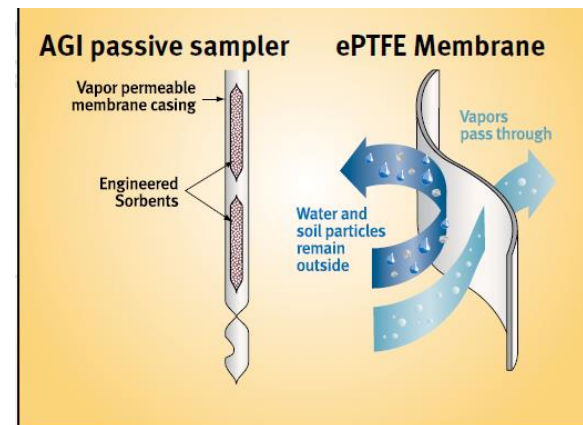 AGI passive sampler
Vapor permeable
membrane casing
Engineered
Sorbents
ePTFE Membrane
Vapors
pass through
Water and
soil particles
remain
outside